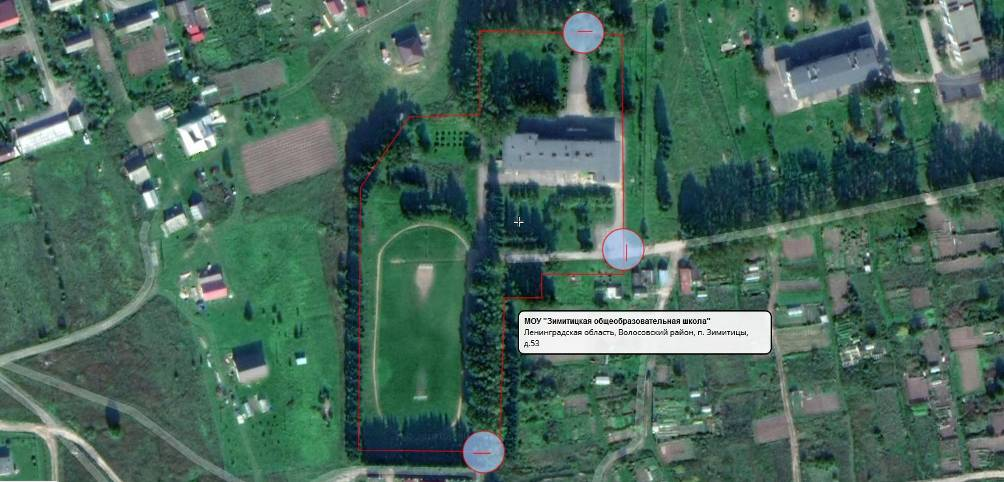 МОУ "Зимитицкая общеобразовательная школа"
Ленинградская область, Волосовский район, п. Зимитицы,
д.53